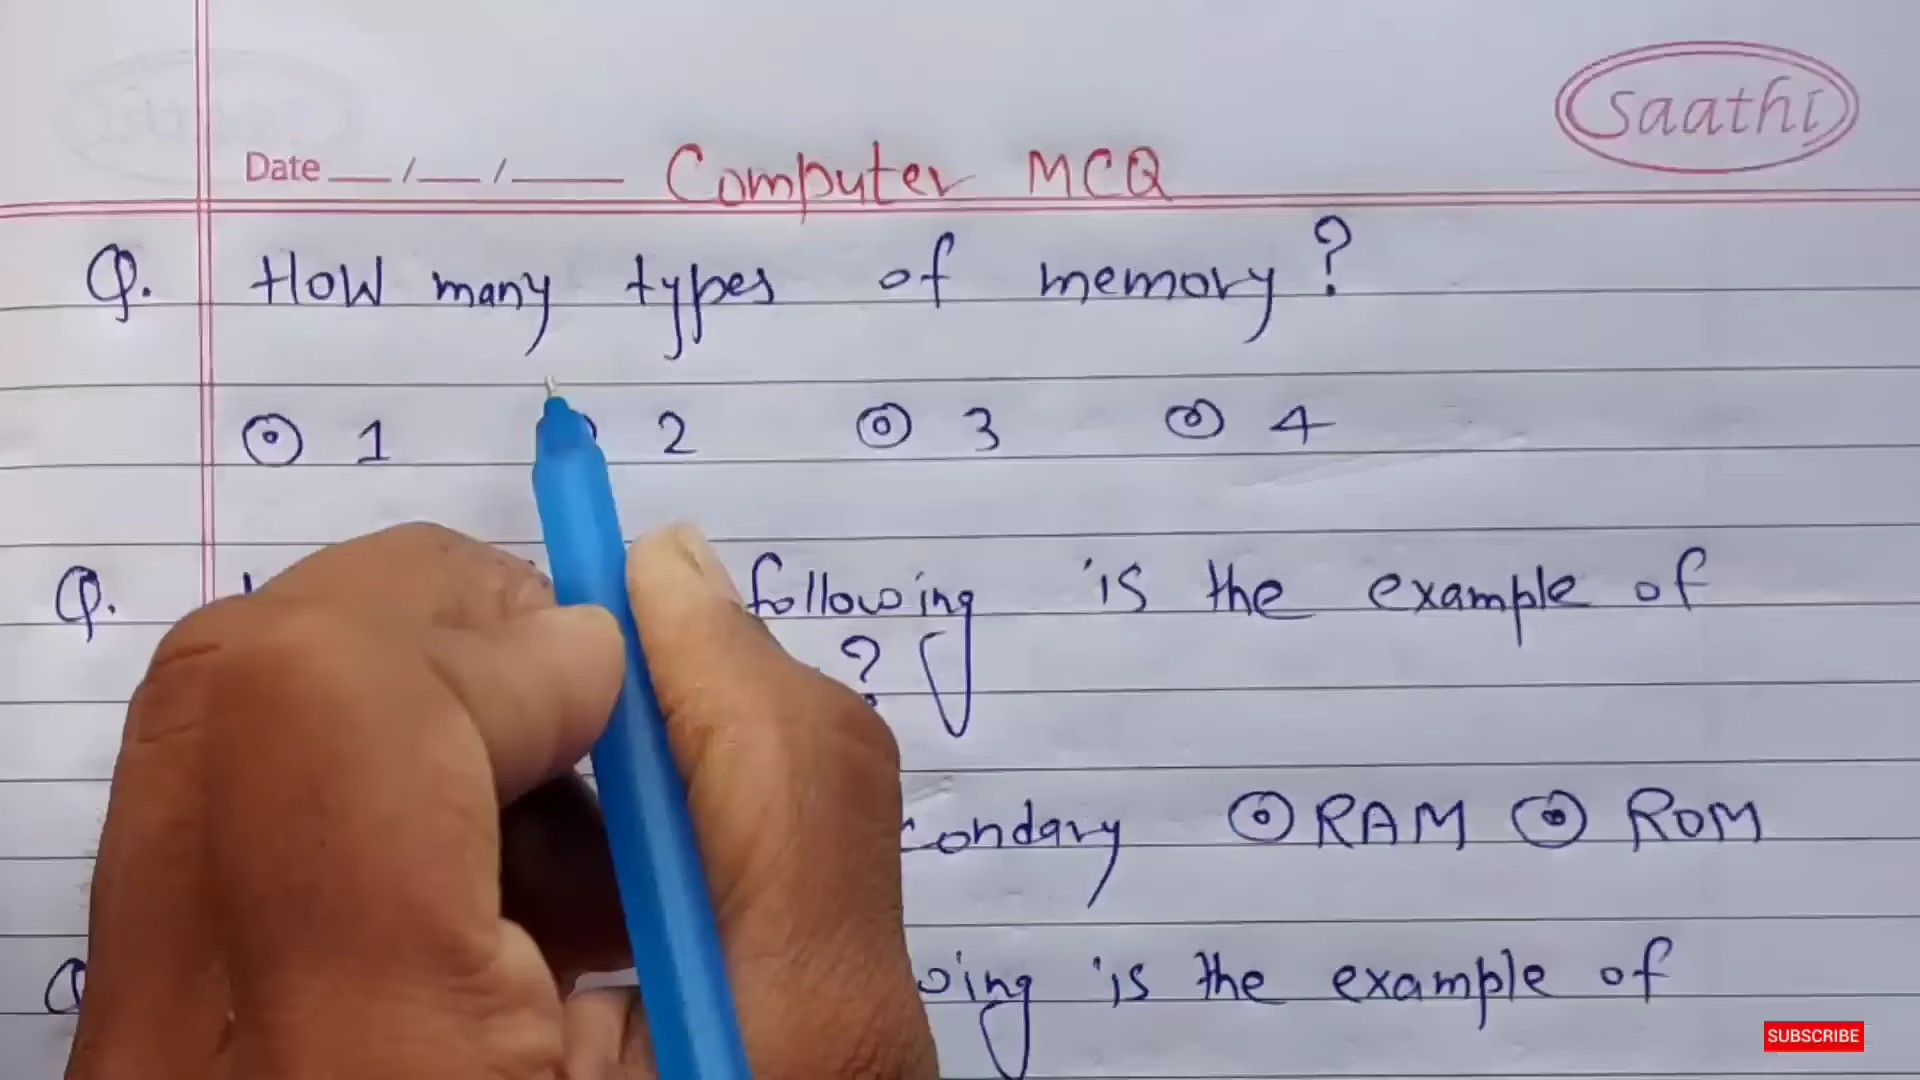 Saathi
Date __/__/____ Computer MCQ
Q. How many types of memory?
1 2 3 4
Q. following is the example of
?
condary RAM ROM
Q owing is the example of
SUBSCRIBE